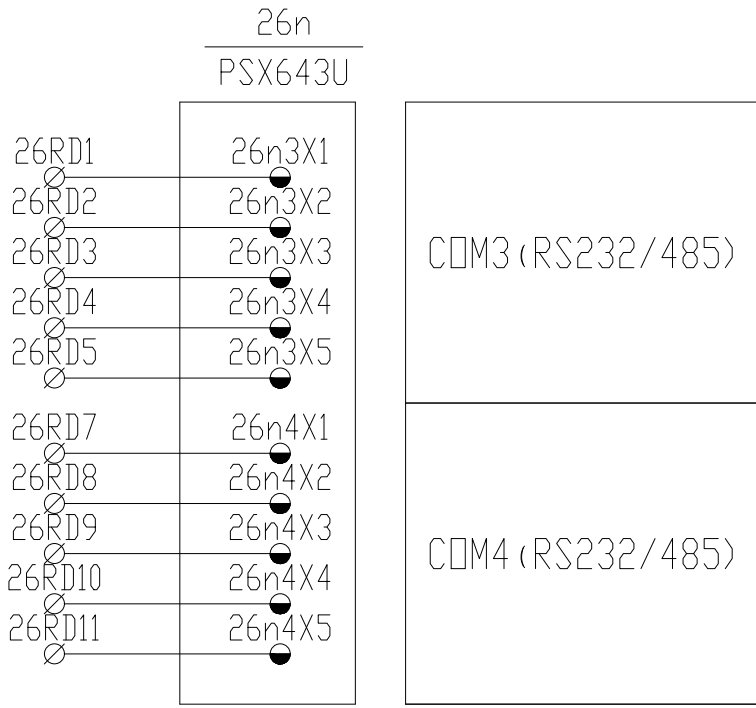 26n
PSX643U
26RD1 26n3X1
26RD2 26n3X2
26RD3 26n3X3
COM3(RS232/485)
26RD4 26n3X4
26RD5 26n3X5
26RD7 26n4X1
26RD8 26n4X2
26RD9 26n4X3
COM4(RS232/485)
26RD10 26n4X4
26RD11 26n4X5